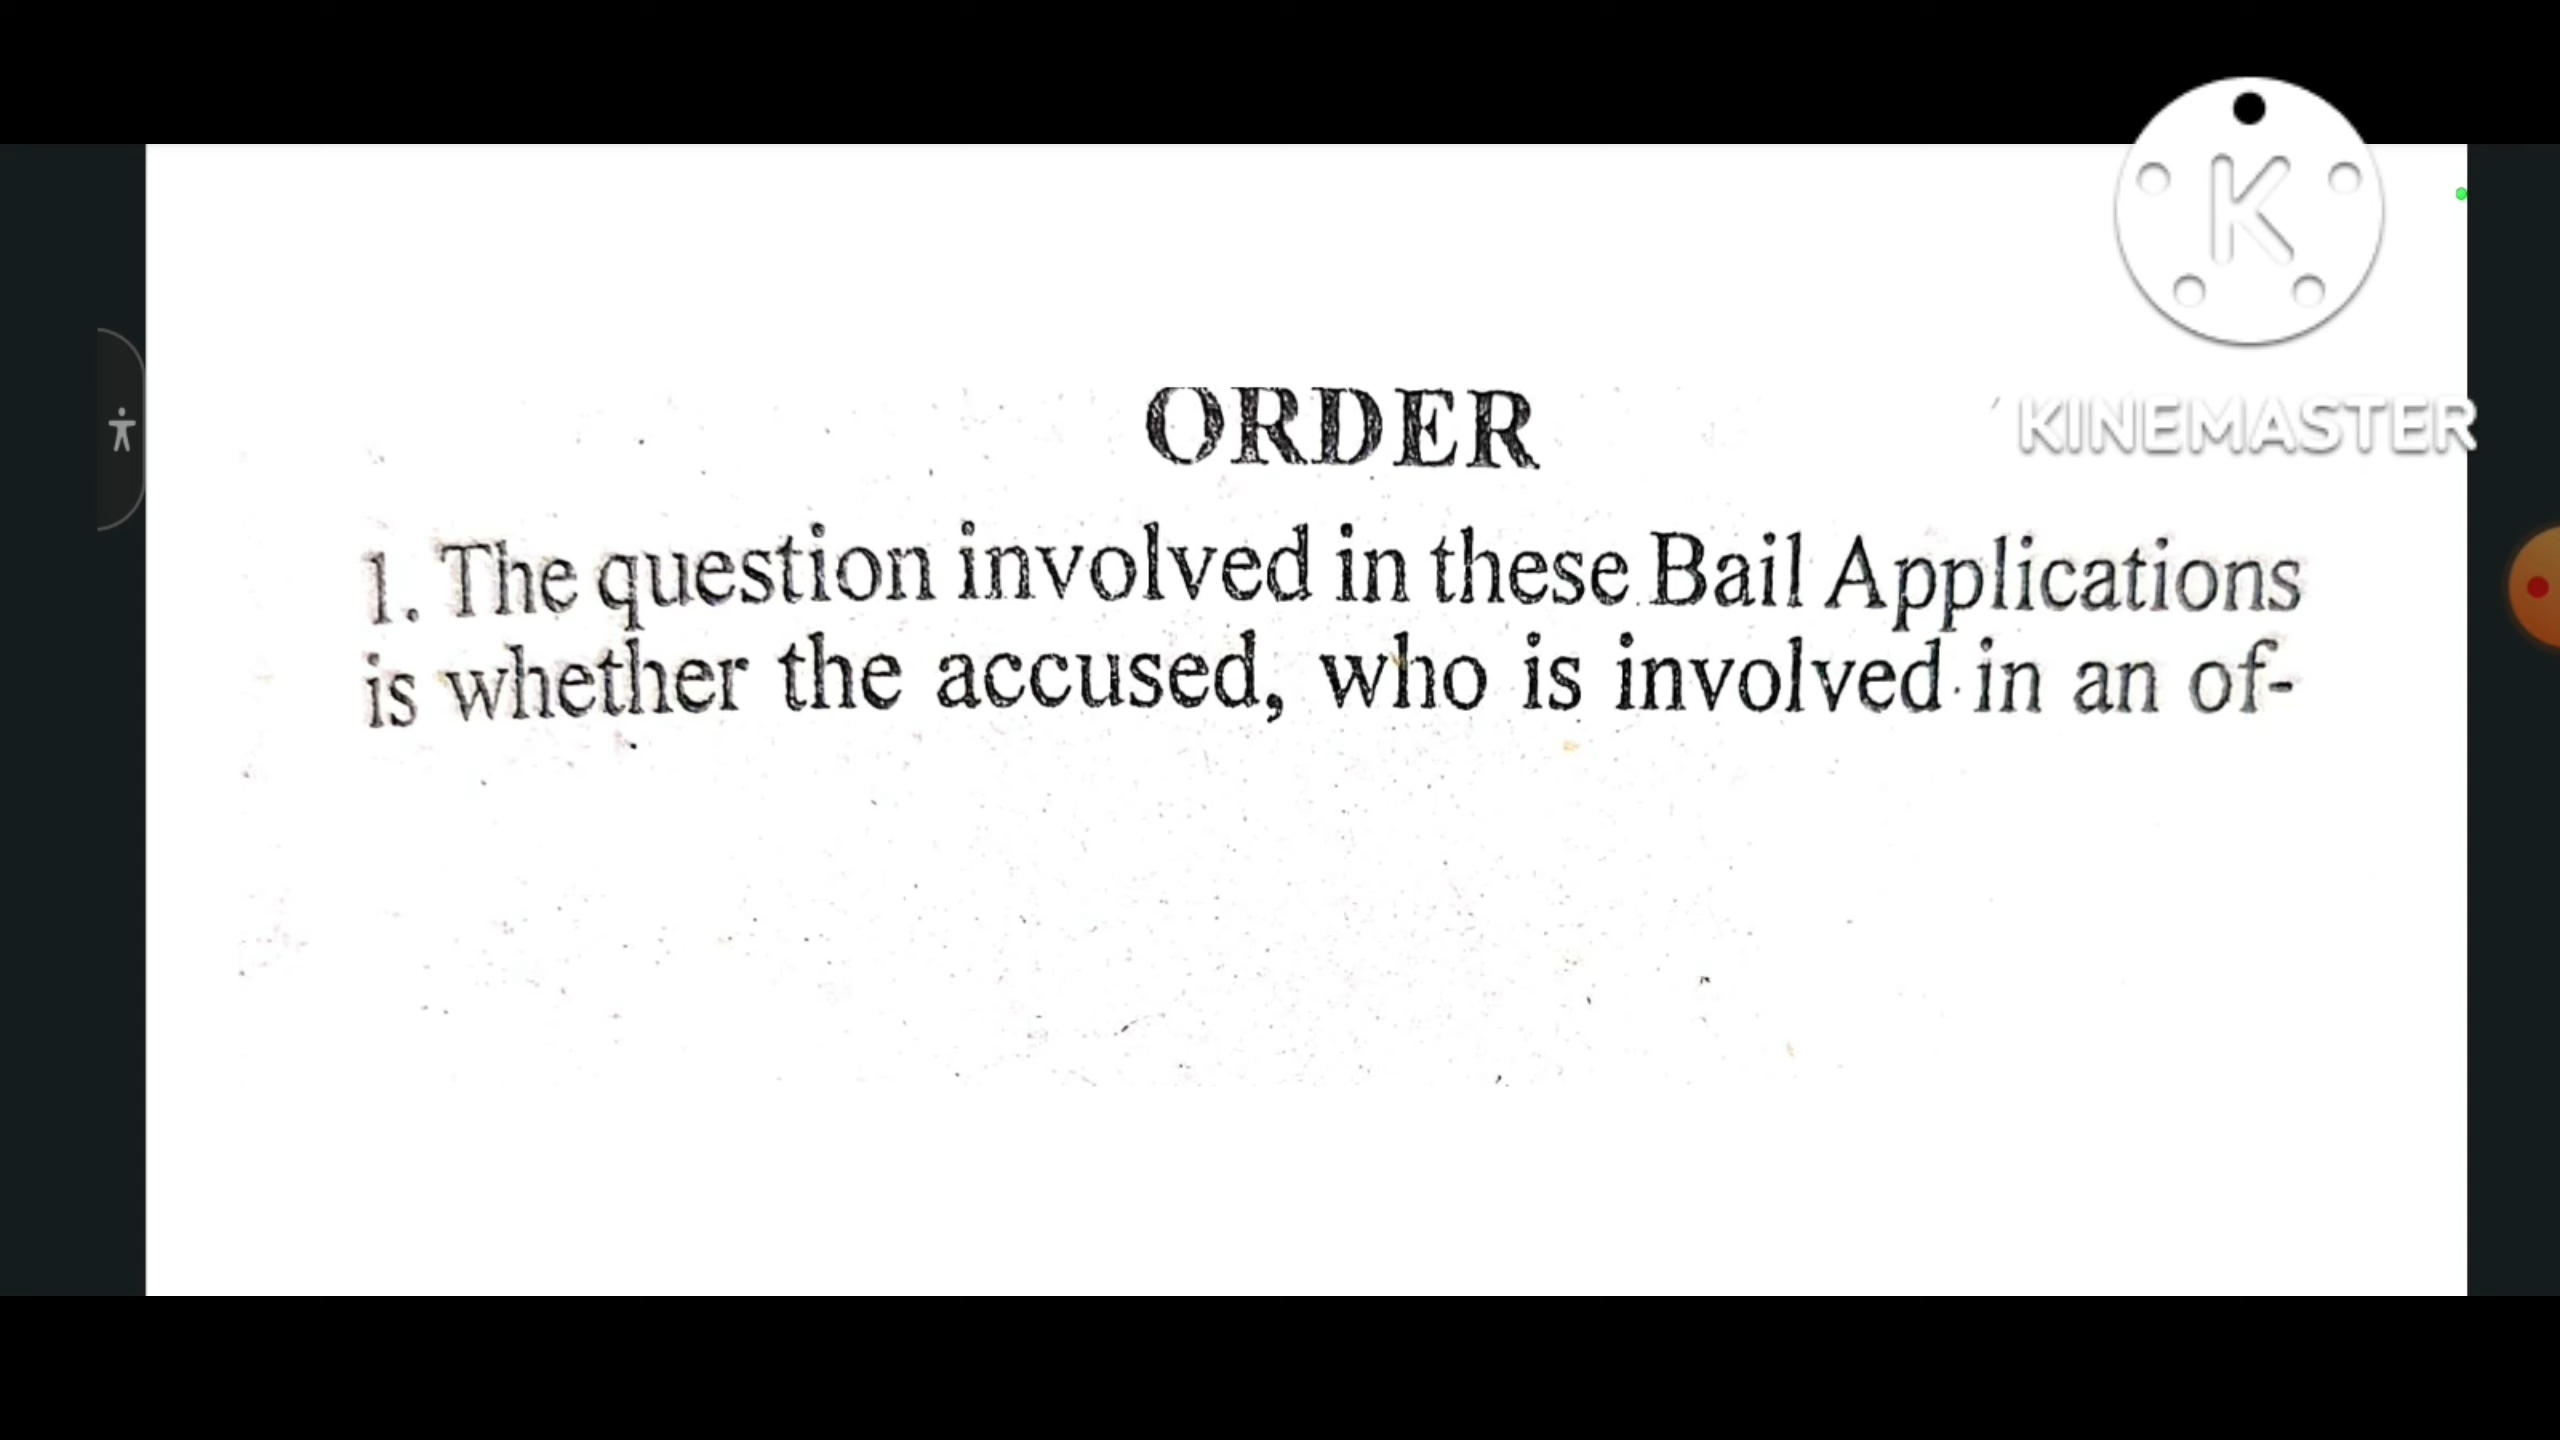 K
KINEMASTER
ORDER
1. The question involved in these Bail Applications
is whether the accused, who is involved in an of-